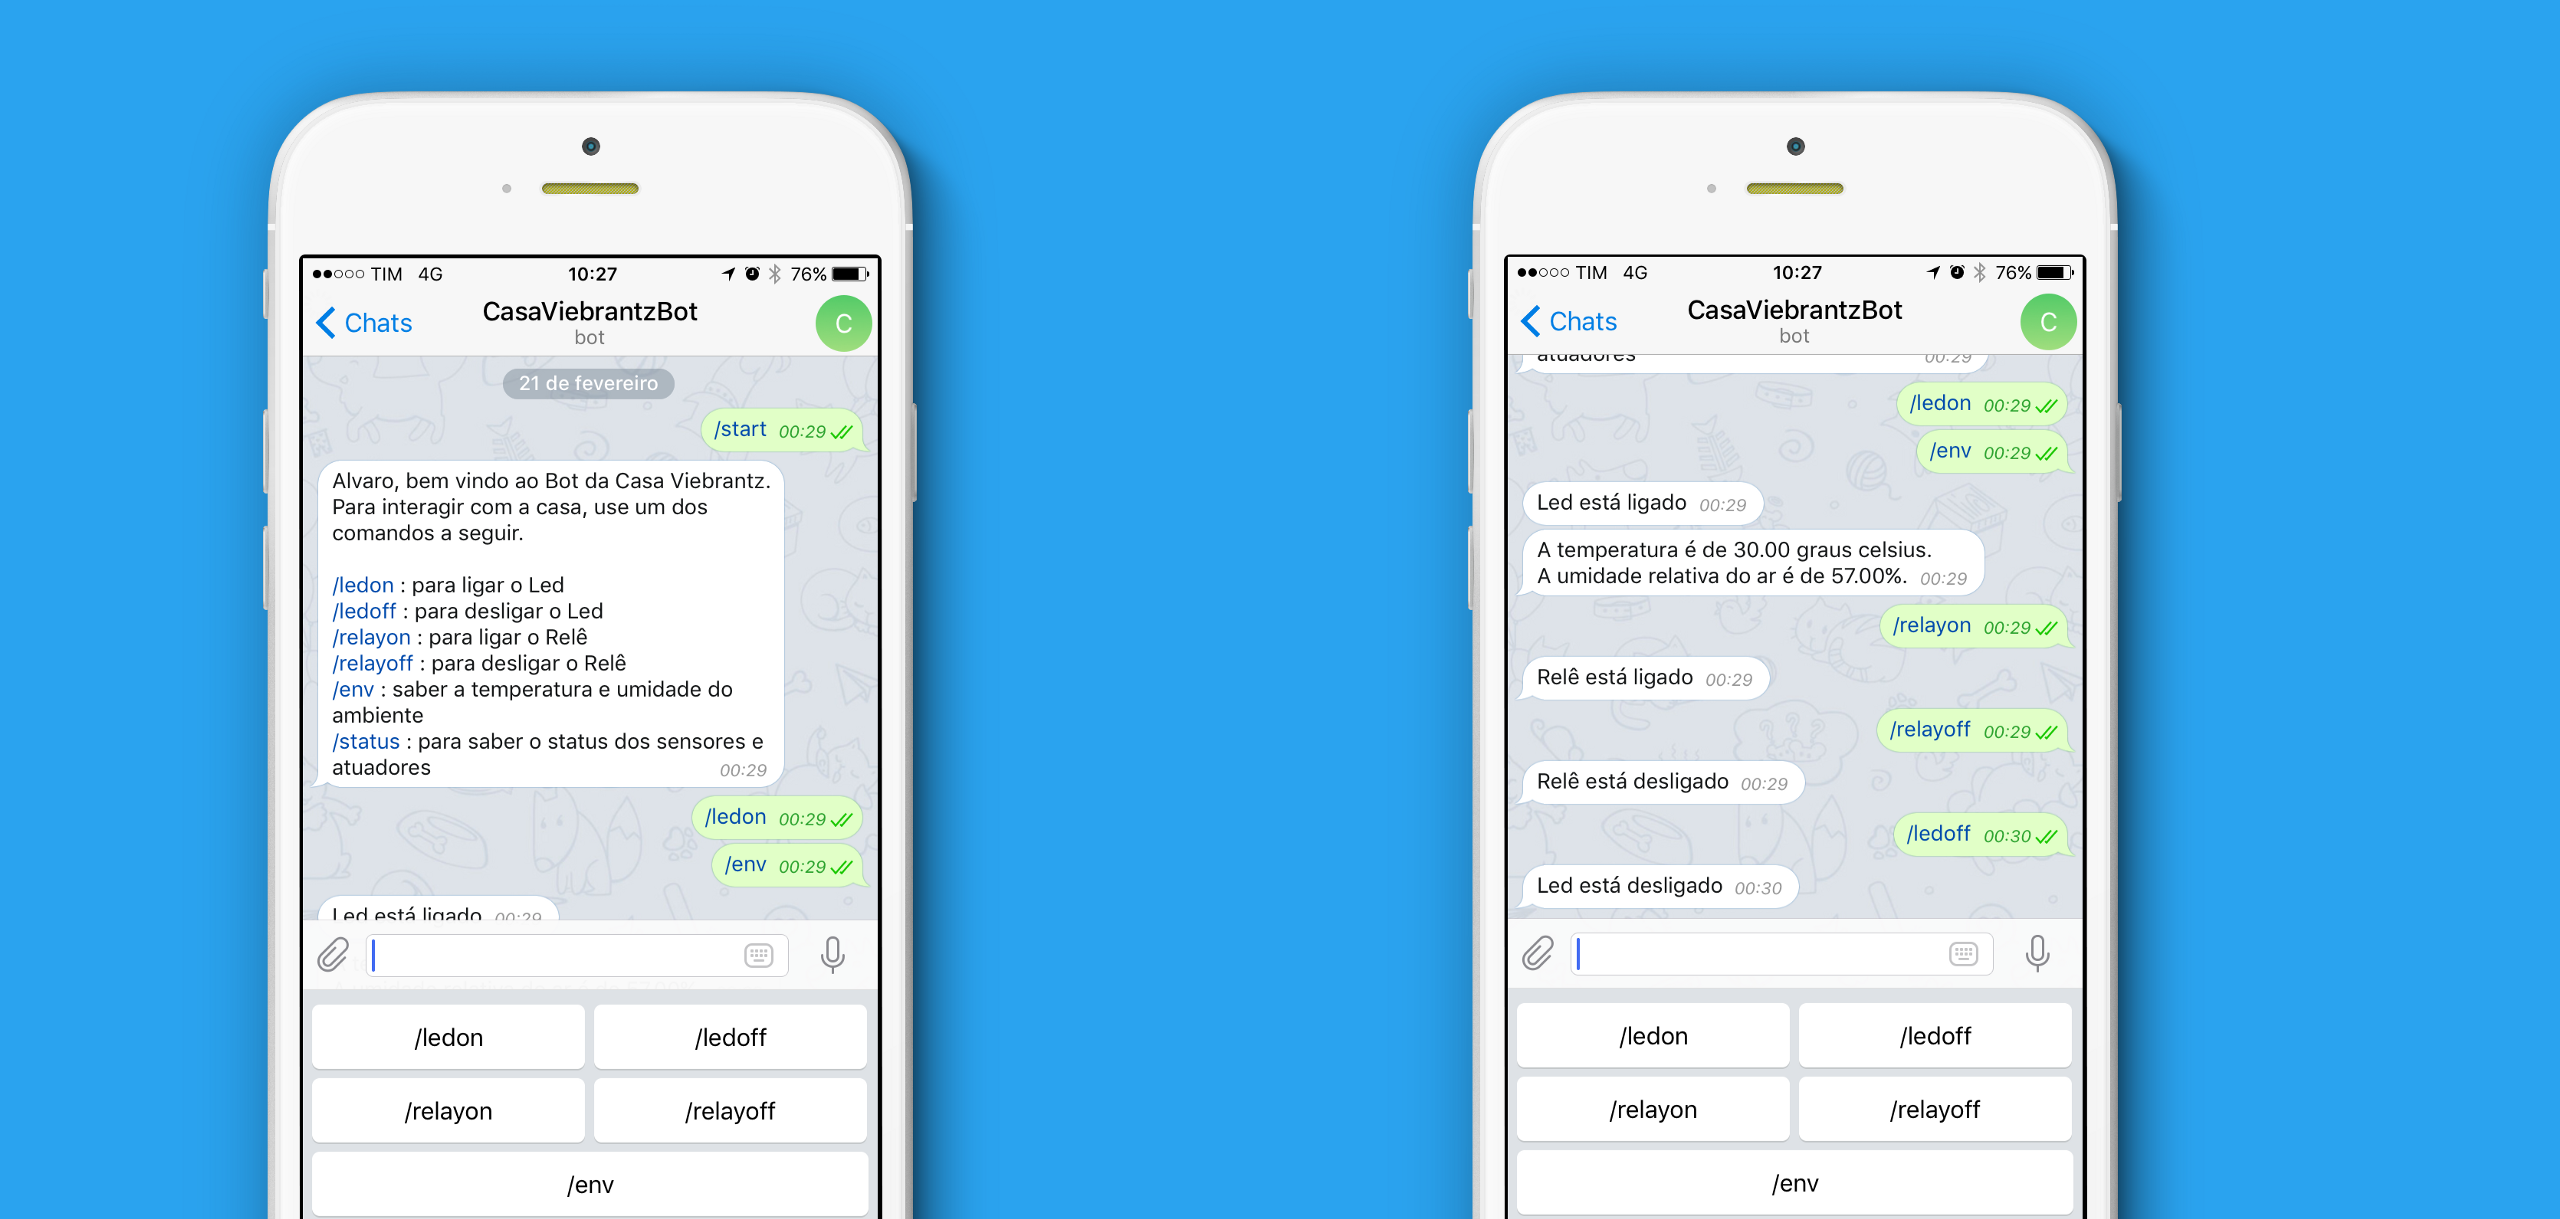 TIM 4G 10:27 76%
Chats CasaViebrantzBot C
bot
21 de fevereiro
/start 00:29
Alvaro, bem vindo ao Bot da Casa Viebrantz.
Para interagir com a casa, use um dos
comandos a seguir.
/ledon : para ligar o Led
/ledoff : para desligar o Led
/relayon : para ligar o Relê
/relayoff : para desligar o Relê
/env : saber a temperatura e umidade do
ambiente
/status : para saber o status dos sensores e
atuadores 00:29
/ledon 00:29
/env 00:29
Led está ligado 00:29
/ledon /ledoff
/relayon /relayoff
/env
TIM 4G 10:27 76%
Chats CasaViebrantzBot C
bot
atuadores 00:29
/ledon 00:29
/env 00:29
Led está ligado 00:29
A temperatura é de 30.00 graus celsius.
A umidade relativa do ar é de 57.00%. 00:29
/relayon 00:29
Relê está ligado 00:29
/relayoff 00:29
Relê está desligado 00:29
/ledoff 00:30
Led está desligado 00:30
/ledon /ledoff
/relayon /relayoff
/env